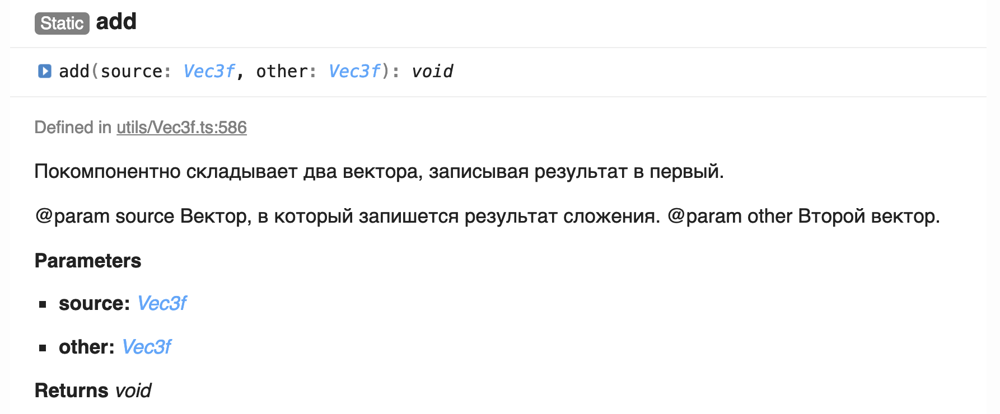 Static add
add(source: Vec3f, other: Vec3f): void
Defined in utils/Vec3f.ts:586
Покомпонентно складывает два вектора, записывая результат в первый.
@param source Вектор, в который запишется результат сложения. @param other Второй вектор.
Parameters
source: Vec3f
other: Vec3f
Returns void